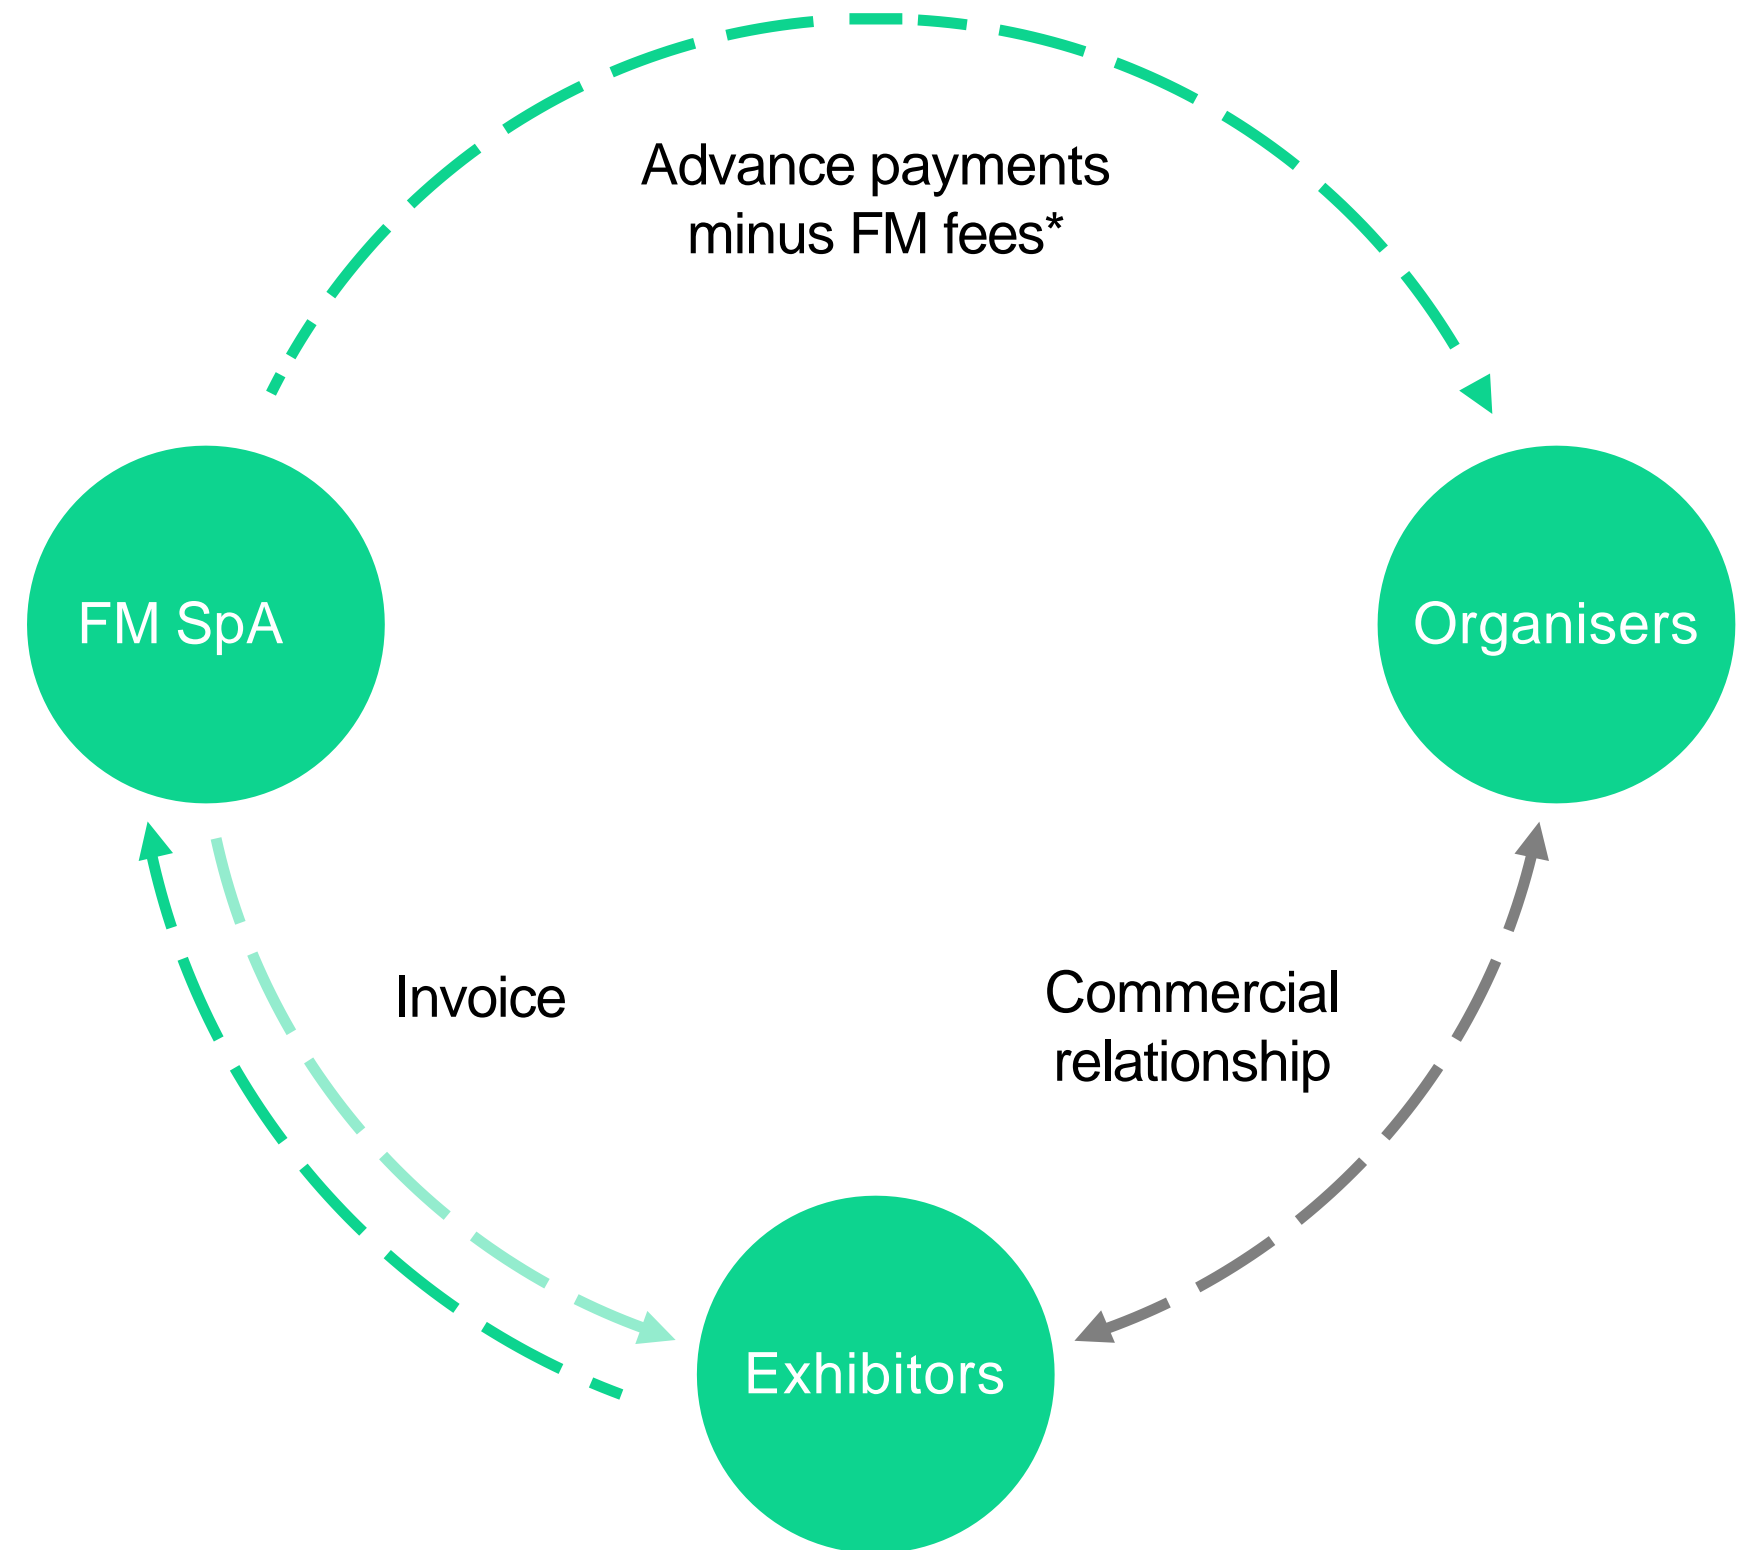 Advance payments
minus FM fees*
FM SpA
Organisers
Invoice
Commercial
relationship
Exhibitors